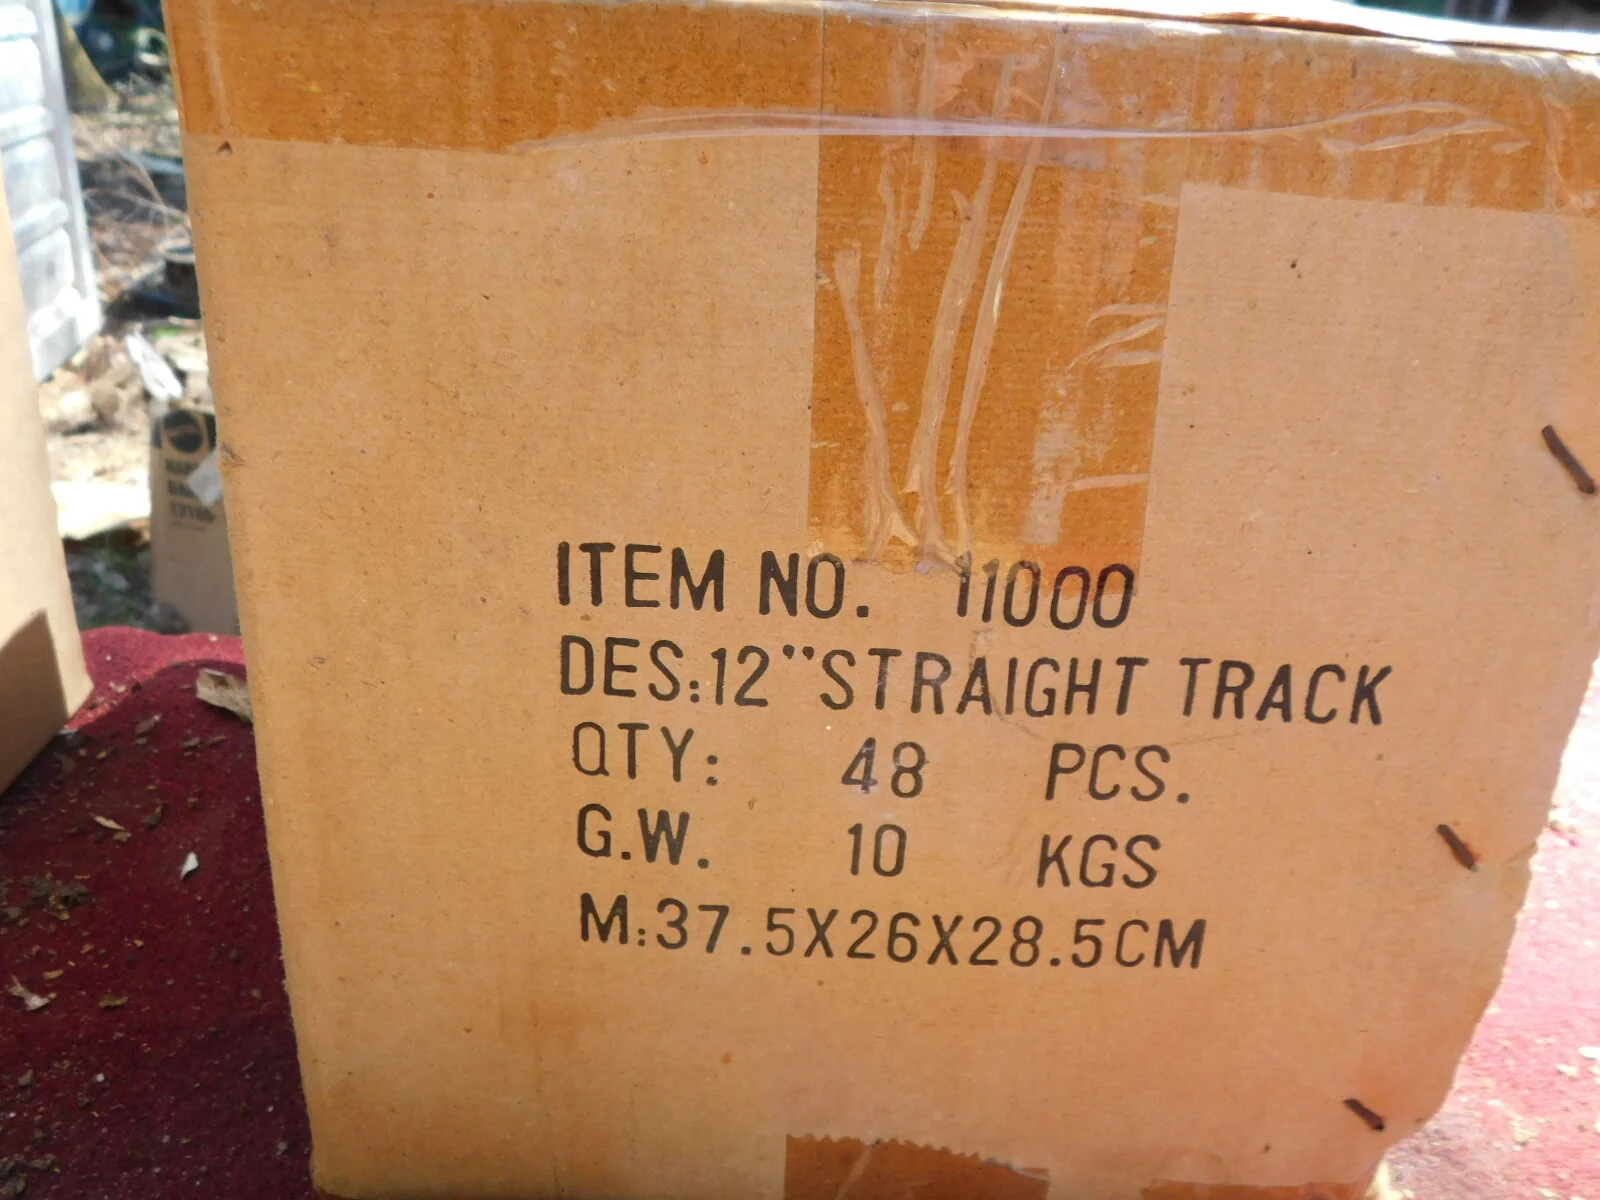 ITEM NO. 11000
DES:12"STRAIGHT TRACK
QTY: 48 PCS.
G.W. 10 KGS
M:37.5X26X28.5CM